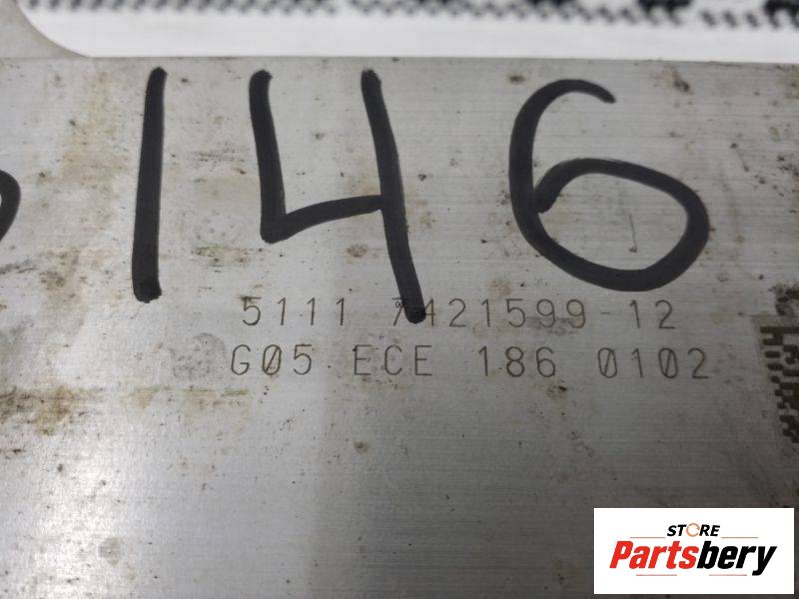 146
5111 7421599-12
G05 ECE 186 0102
STORE
Partsbery